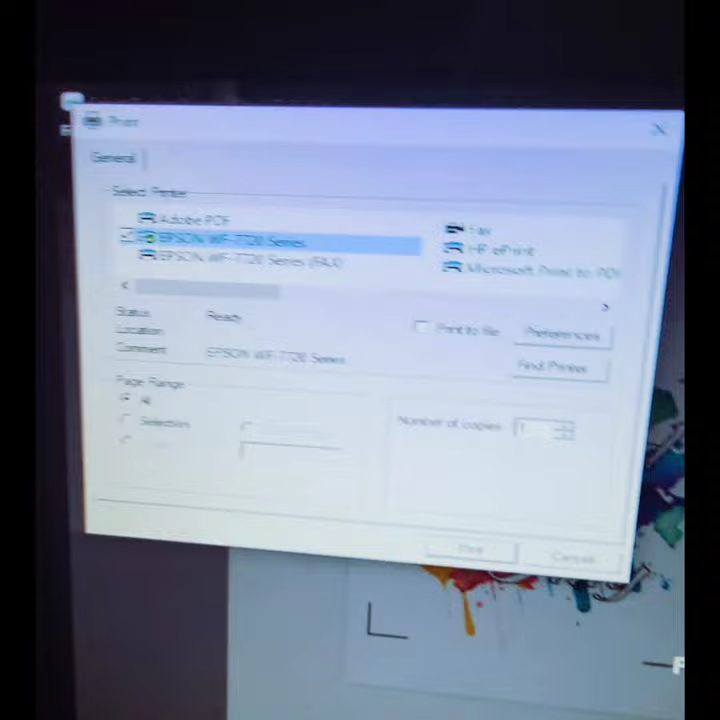 Print
General
Select Printer
Adobe PDF
EPSON WF-7720 Series
EPSON WF-7720 Series (FAX)
Fax
HP ePrint
Microsoft Print to PDF
Status
Ready
Location
Comment
EPSON WF-7720 Series
Print to file
Preferences
Find Printer
Page Range
All
Selection
Number of copies
1
Print
Cancel